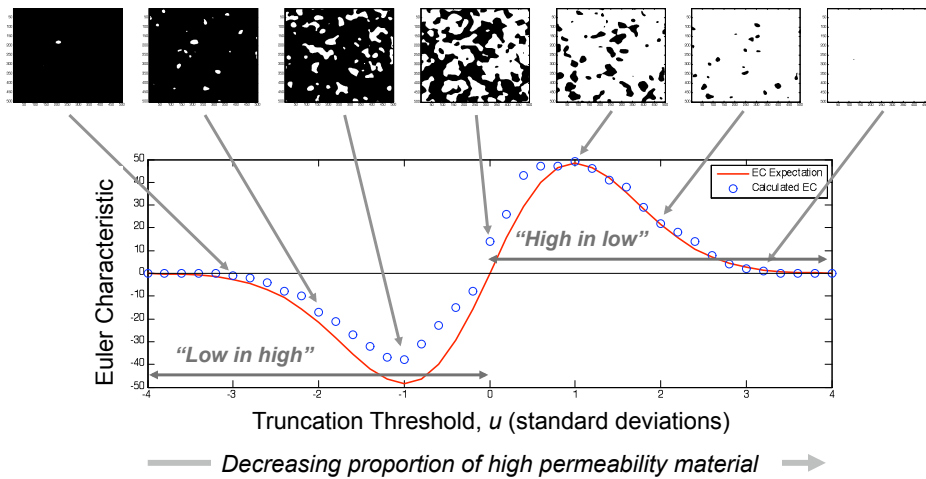 50
40
30
20
10
0
-10
-20
-30
-40
-50
Euler Characteristic
EC Expectation
Calculated EC
“High in low”
“Low in high”
-4 -3 -2 -1 0 1 2 3 4
Truncation Threshold, u (standard deviations)
Decreasing proportion of high permeability material